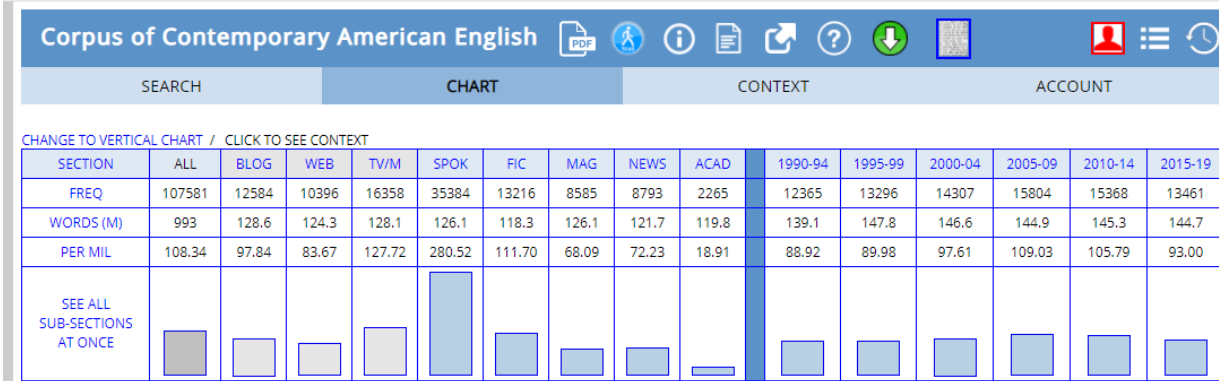 Corpus of Contemporary American English PDF
SEARCH CHART CONTEXT ACCOUNT
CHANGE TO VERTICAL CHART / CLICK TO SEE CONTEXT
SECTION ALL BLOG WEB TV/M SPOK FIC MAG NEWS ACAD 1990-94 1995-99 2000-04 2005-09 2010-14 2015-19
FREQ 107581 12584 10396 16358 35384 13216 8585 8793 2265 12365 13296 14307 15804 15368 13461
WORDS (M) 993 128.6 124.3 128.1 126.1 118.3 126.1 121.7 119.8 139.1 147.8 146.6 144.9 145.3 144.7
PER MIL 108.34 97.84 83.67 127.72 280.52 111.70 68.09 72.23 18.91 88.92 89.98 97.61 109.03 105.79 93.00
SEE ALL
SUB-SECTIONS
AT ONCE